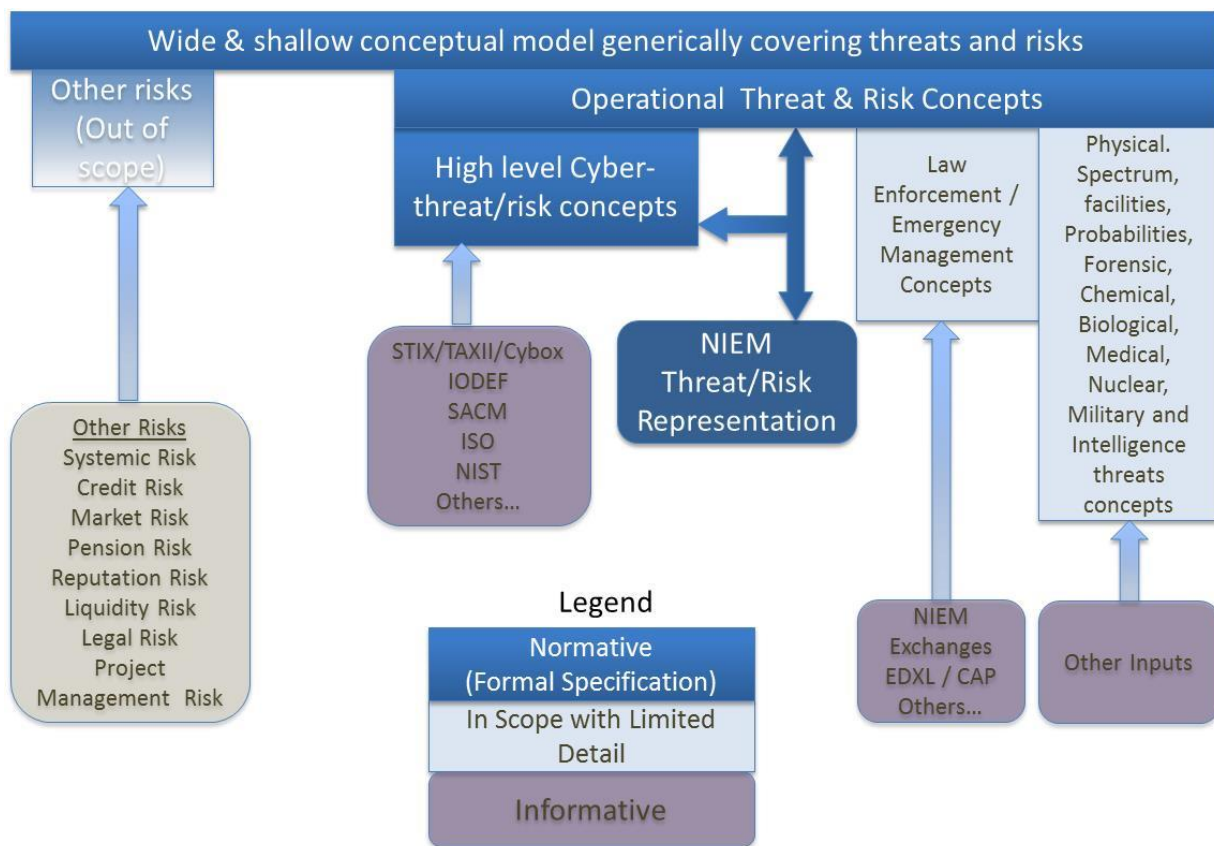 Wide & shallow conceptual model generically covering threats and risks
Other risks
(Out of
scope)
Operational Threat & Risk Concepts
High level Cyber-
threat/risk concepts
Law
Enforcement /
Emergency
Management
Concepts
Physical.
Spectrum,
facilities,
Probabilities,
Forensic,
Chemical,
Biological,
Medical,
Nuclear,
Military and
Intelligence
threats
concepts
STIX/TAXII/Cybox
IODEF
SACM
ISO
NIST
Others…
NIEM
Threat/Risk
Representation
Other Risks
Systemic Risk
Credit Risk
Market Risk
Pension Risk
Reputation Risk
Liquidity Risk
Legal Risk
Project
Management Risk
NIEM
Exchanges
EDXL / CAP
Others…
Other Inputs
Legend
Normative
(Formal Specification)
In Scope with Limited
Detail
Informative